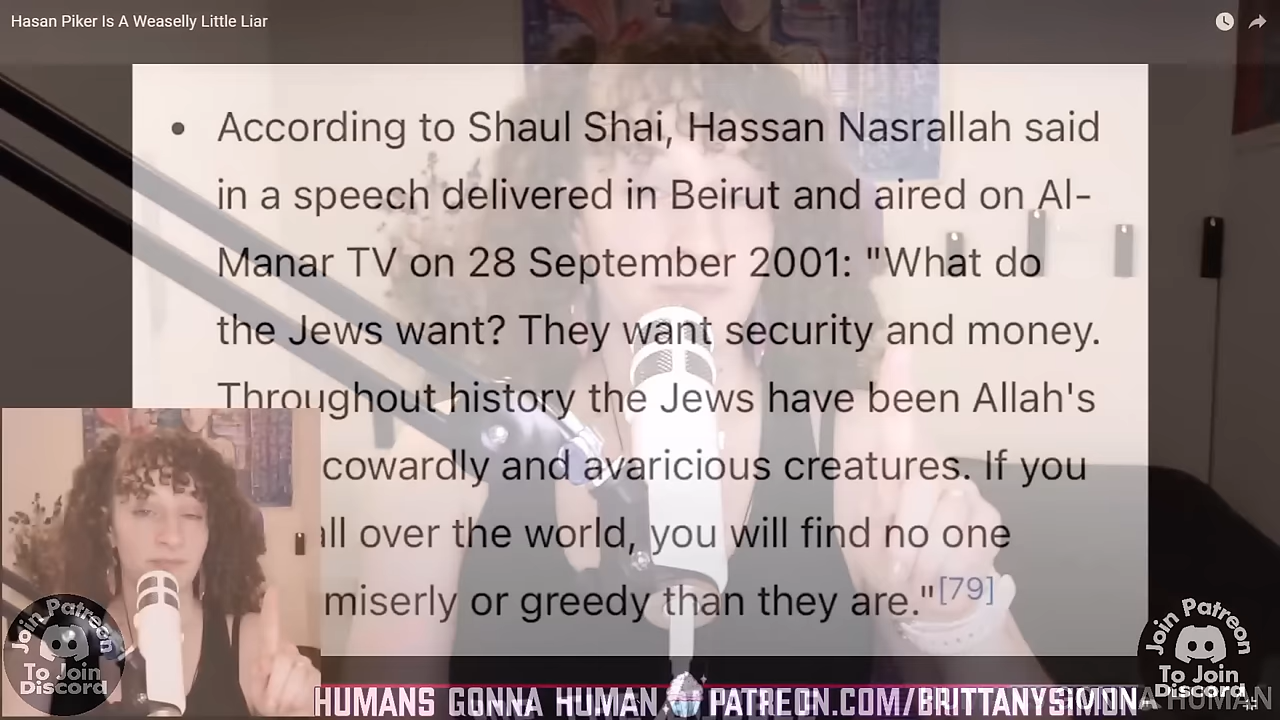 Hasan Piker Is A Weaselly Little Liar
• According to Shaul Shai, Hassan Nasrallah said
in a speech delivered in Beirut and aired on Al-
Manar TV on 28 September 2001: "What do
the Jews want? They want security and money.
Throughout history the Jews have been Allah's
cowardly and avaricious creatures. If you
all over the world, you will find no one
miserly or greedy than they are."[79]
Join Patreon
To Join
Discord
Join Patreon
To Join
Discord
HUMANS GONNA HUMAN PATREON.COM/BRITTANYSIMON
HUMAN